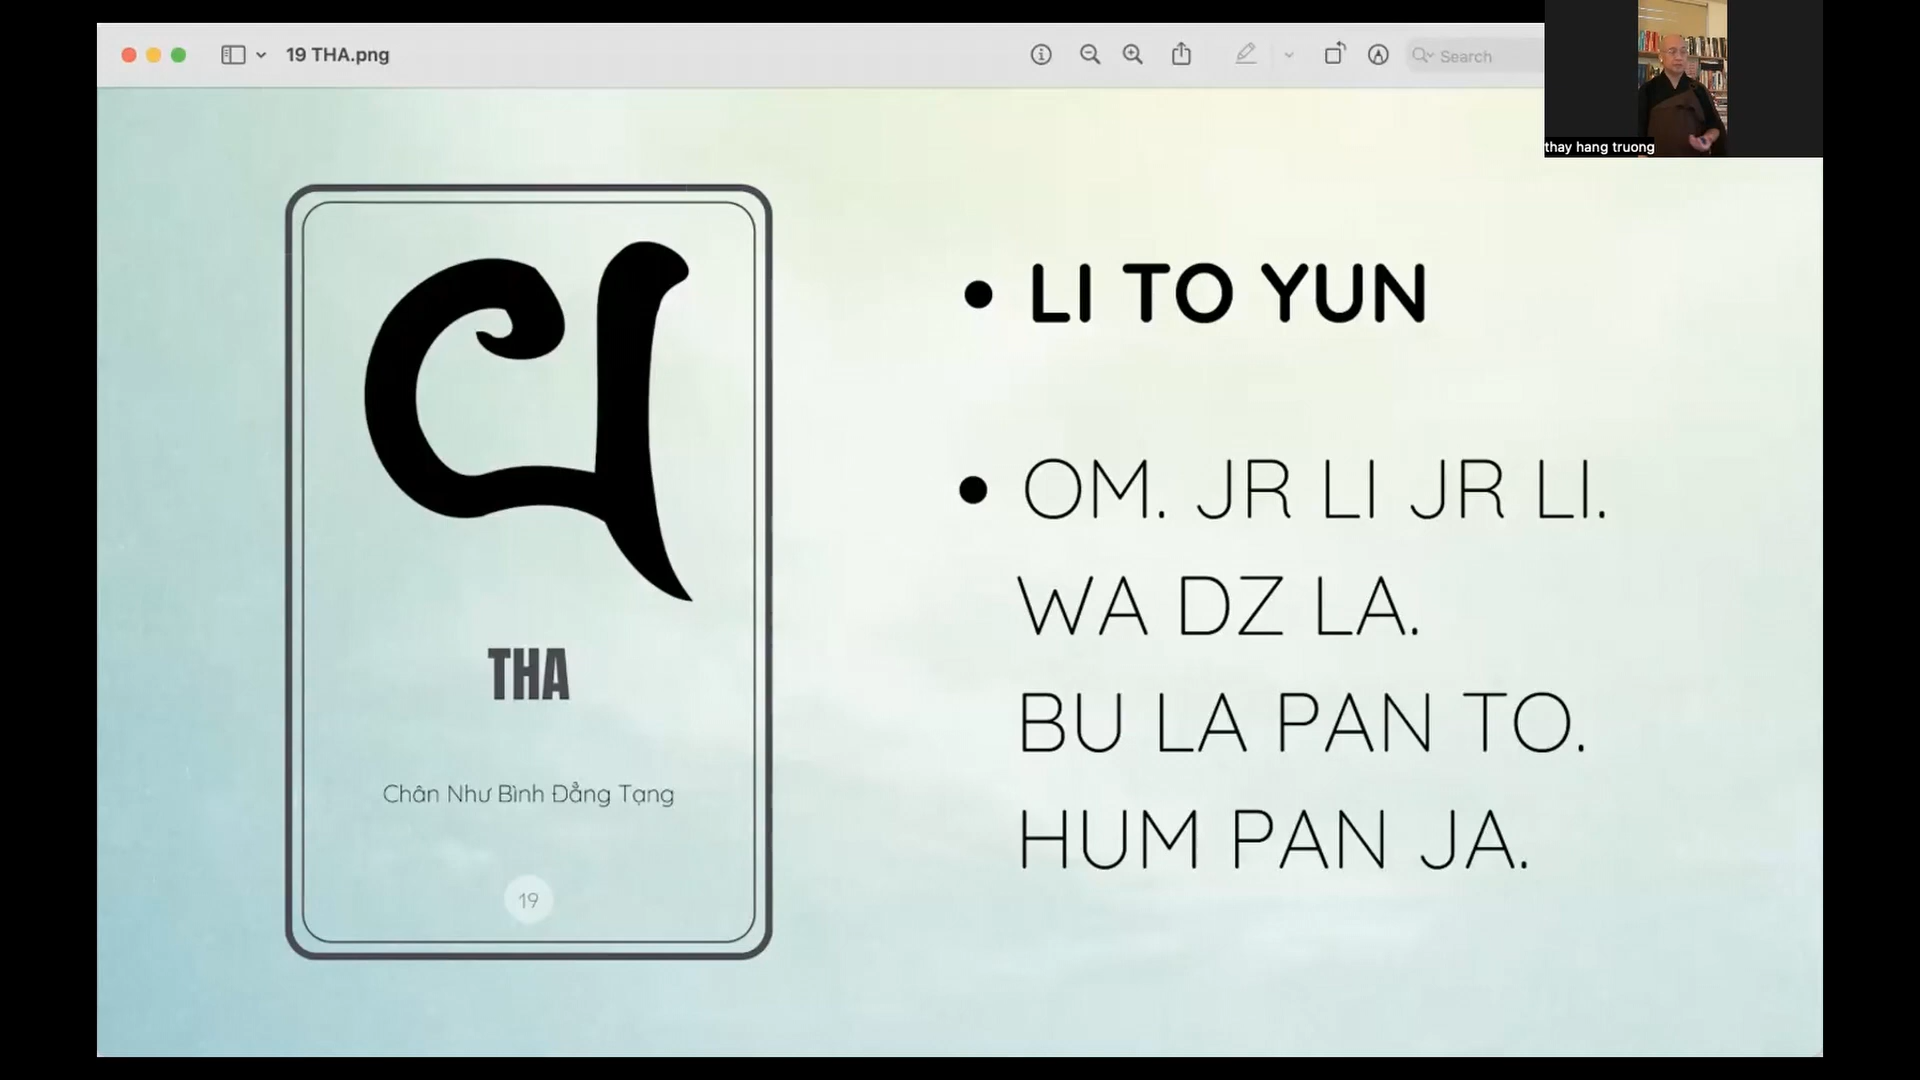 19 THA.png
Search
thay hang truong
THA
Chân Như Bình Đẳng Tạng
19
• LI TO YUN
• OM. JR LI JR LI.
WA DZ LA.
BU LA PAN TO.
HUM PAN JA.